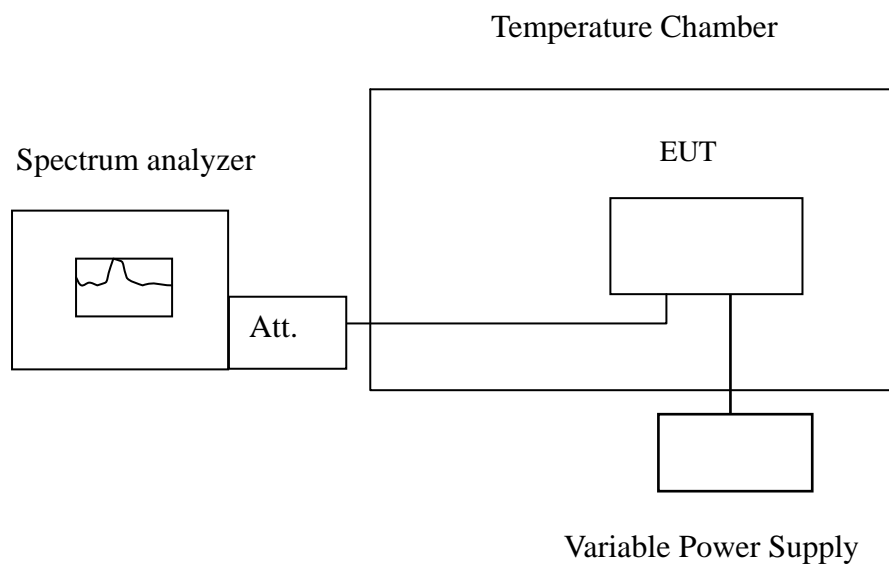 Temperature Chamber
Spectrum analyzer
EUT
Att.
Variable Power Supply